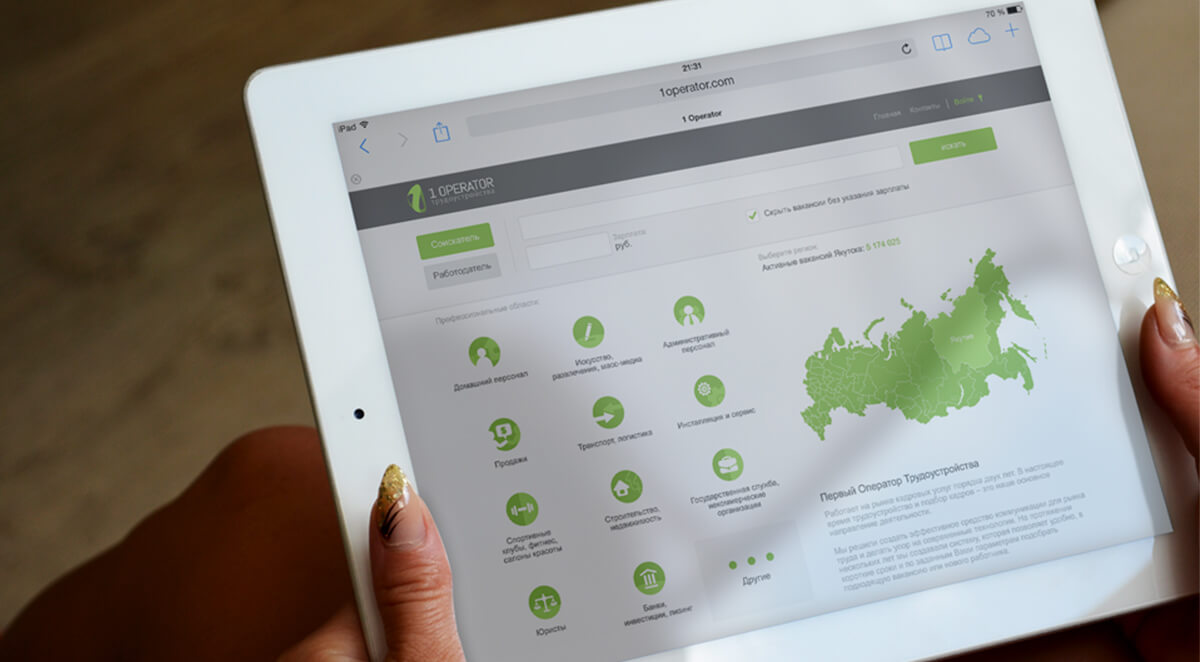 iPad
21:31
70 %
1operator.com
1 Operator
Главная
Контакты
Войти
1 OPERATOR
трудоустройства
искать
Соискатель
Работодатель
Зарплата:
руб.
Скрыть вакансии без указания зарплаты
Профессиональные области:
Выберите регион:
Активные вакансий Якутска: 5 174 025
Якутия
Домашний персонал
Искусство,
развлечения, масс-медиа
Административный
персонал
Продажи
Транспорт, логистика
Инсталляция и сервис
Спортивные
клубы, фитнес,
салоны красоты
Строительство,
недвижимость
Государственная служба,
некоммерческие
организации
Юристы
Банки,
инвестиции, лизинг
Другие
Первый Оператор Трудоустройства
Работает на рынке кадровых услуг порядка двух лет. В настоящее
время трудоустройство и подбор кадров – это наше основное
направление деятельности.
Мы решили создать эффективное средство коммуникации для рынка
труда и делать упор на современные технологии. На протяжении
нескольких лет мы создавали систему, которая позволяет удобно, в
короткие сроки и по заданным Вами параметрам подобрать
подходящую вакансию или нового работника.